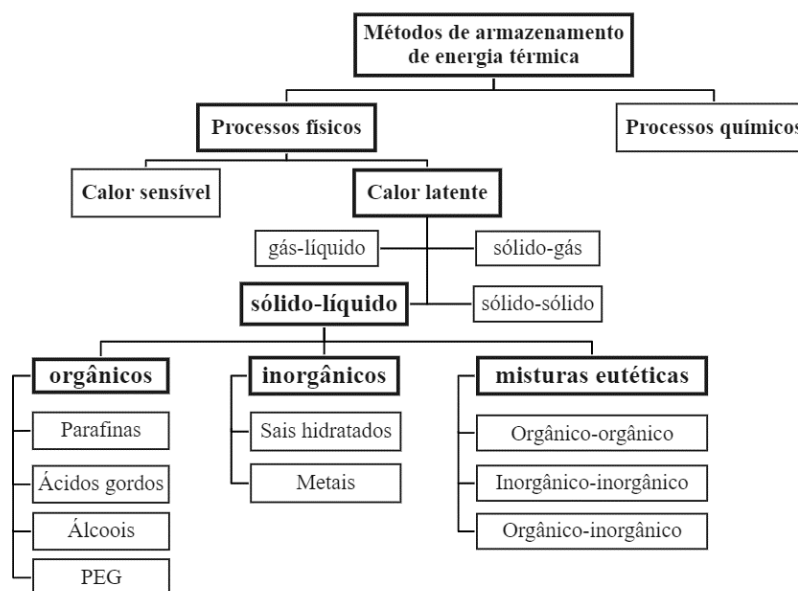 Métodos de armazenamento
de energia térmica
Processos físicos
Processos químicos
Calor sensível
Calor latente
gás-líquido
sólido-gás
sólido-líquido
sólido-sólido
orgânicos
inorgânicos
misturas eutéticas
Parafinas
Sais hidratados
Orgânico-orgânico
Ácidos gordos
Metais
Inorgânico-inorgânico
Álcoois
Orgânico-inorgânico
PEG